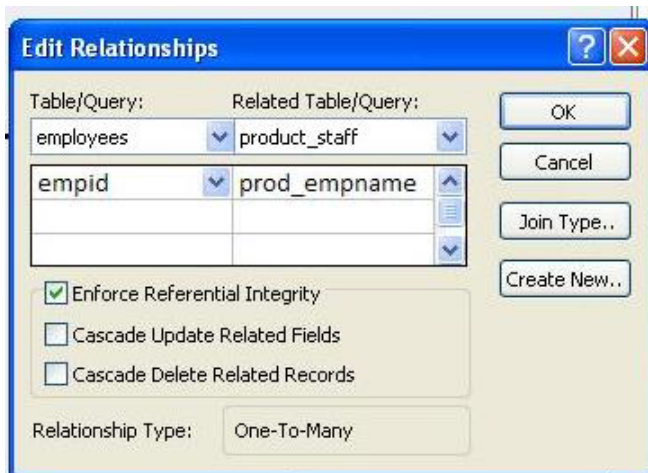 Edit Relationships
Table/Query: Related Table/Query:
employees product_staff
OK
empid prod_empname
Cancel
Join Type..
Create New..
Enforce Referential Integrity
Cascade Update Related Fields
Cascade Delete Related Records
Relationship Type: One-To-Many